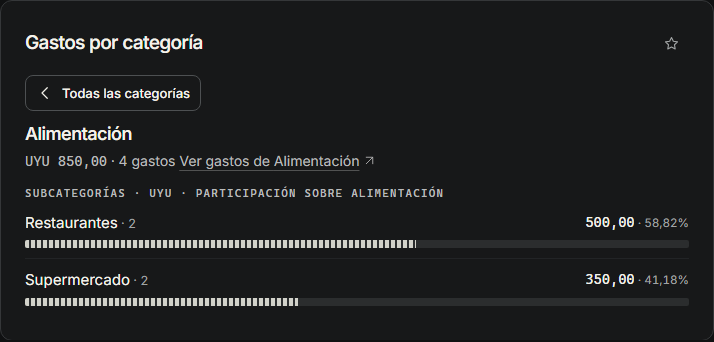 Gastos por categoría
Todas las categorías
Alimentación
UYU 850,00 · 4 gastos Ver gastos de Alimentación ↗
SUBCATEGORÍAS · UYU · PARTICIPACIÓN SOBRE ALIMENTACIÓN
Restaurantes · 2 500,00 · 58,82%
Supermercado · 2 350,00 · 41,18%